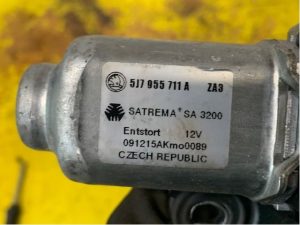 5J7 955 711 A ZA3
SATREMA+ SA 3200
Entstort 12V
091215AKmo0089
CZECH REPUBLIC